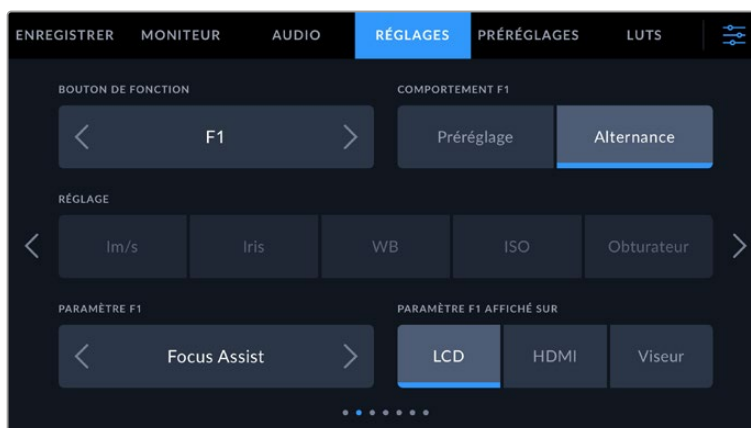 ENREGISTRER MONITEUR AUDIO RÉGLAGES PRÉRÉGLAGES LUTS
BOUTON DE FONCTION COMPORTEMENT F1
F1 Préréglage Alternance
RÉGLAGE
Im/s Iris WB ISO Obturateur
PARAMÈTRE F1 PARAMÈTRE F1 AFFICHÉ SUR
Focus Assist LCD HDMI Viseur